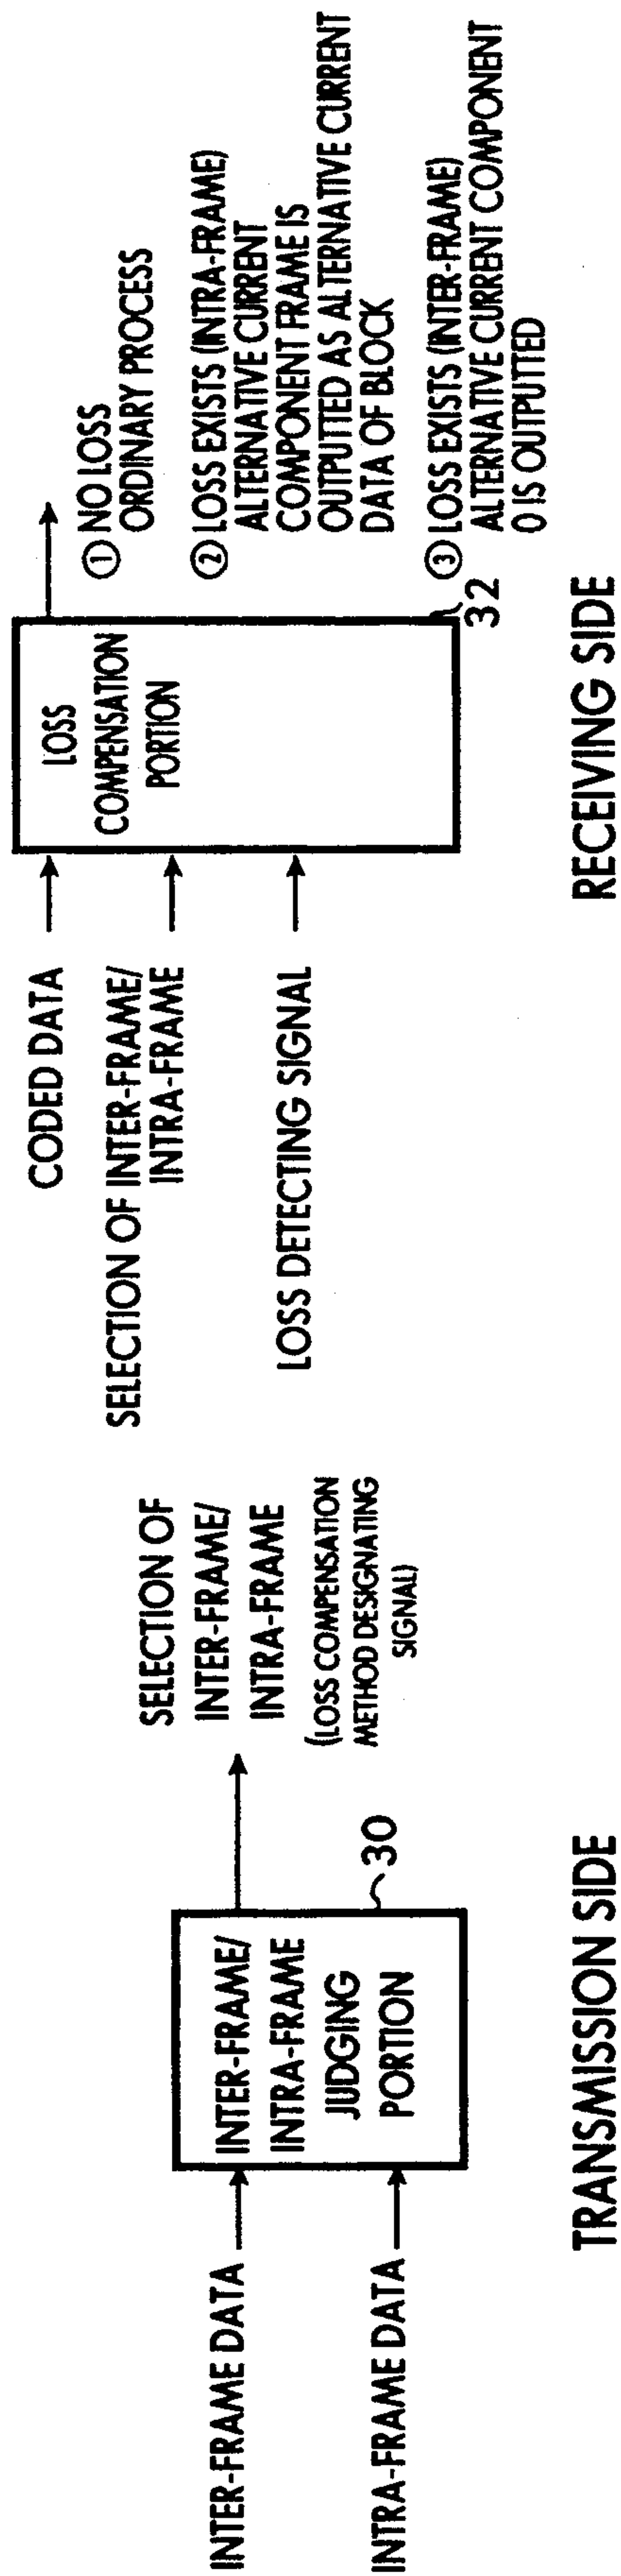 INTER-FRAME DATA
INTRA-FRAME DATA
INTER-FRAME/
INTRA-FRAME
JUDGING
PORTION
30
SELECTION OF
INTER-FRAME/
INTRA-FRAME
(LOSS COMPENSATION
METHOD DESIGNATING
SIGNAL)
TRANSMISSION SIDE
CODED DATA
SELECTION OF INTER-FRAME/
INTRA-FRAME
LOSS DETECTING SIGNAL
LOSS
COMPENSATION
PORTION
32
① NO LOSS
ORDINARY PROCESS
② LOSS EXISTS (INTRA-FRAME)
ALTERNATIVE CURRENT
COMPONENT FRAME IS
OUTPUTTED AS ALTERNATIVE CURRENT
DATA OF BLOCK
③ LOSS EXISTS (INTER-FRAME)
ALTERNATIVE CURRENT COMPONENT
0 IS OUTPUTTED
RECEIVING SIDE